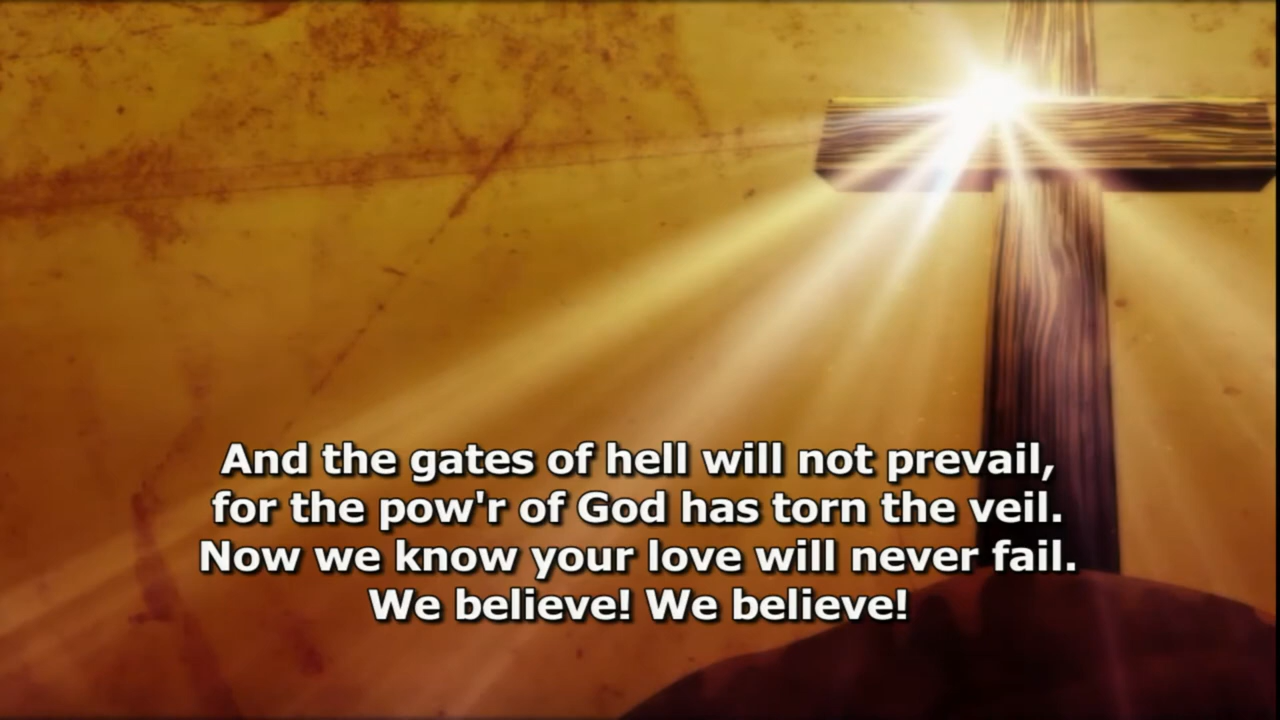 And the gates of hell will not prevail,
for the pow'r of God has torn the veil.
Now we know your love will never fail.
We believe! We believe!